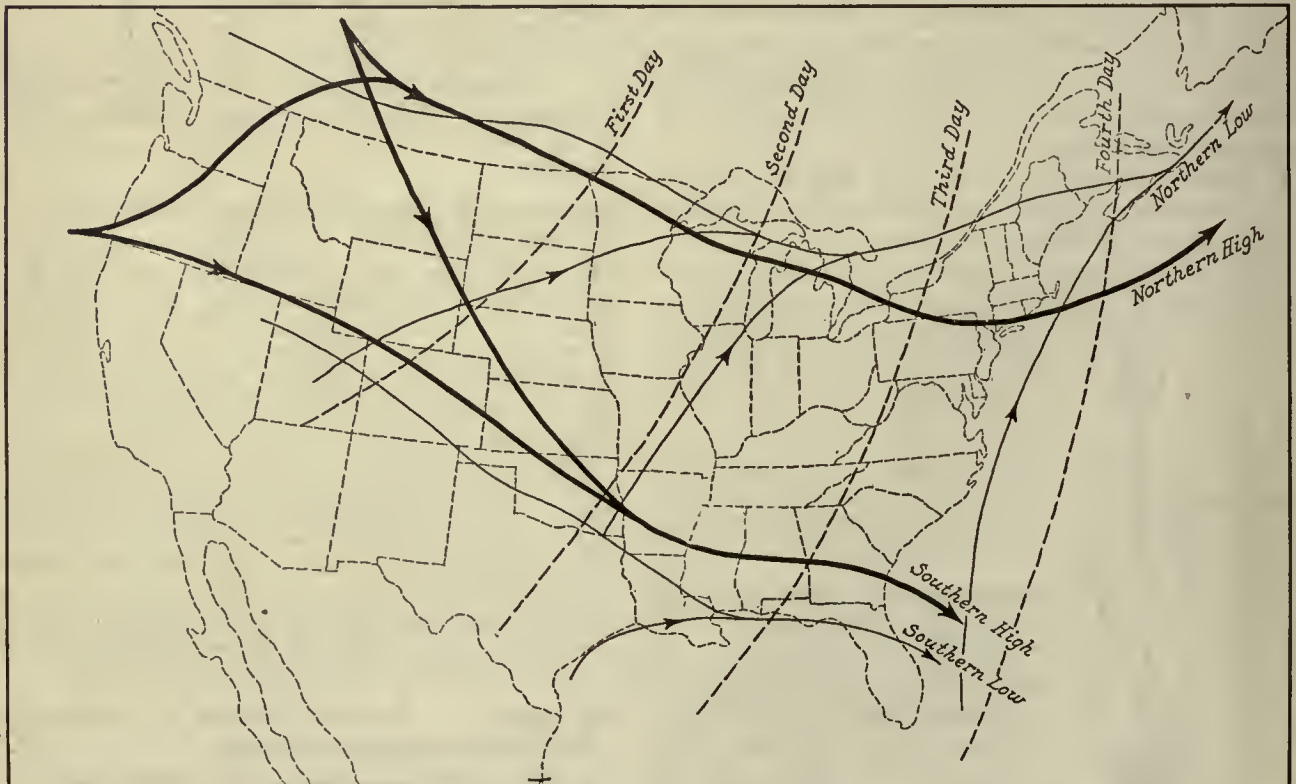 First Day
Second Day
Third Day
Fourth Day
Northern Low
Northern High
Southern High
Southern Low